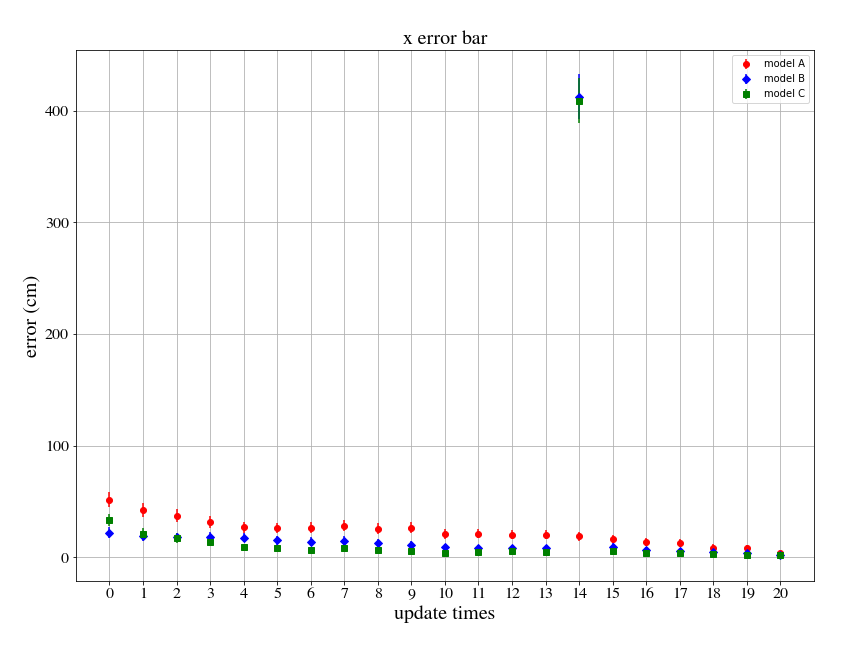 x error bar
model A
model B
model C
400
300
200
100
0
error (cm)
0 1 2 3 4 5 6 7 8 9 10 11 12 13 14 15 16 17 18 19 20
update times